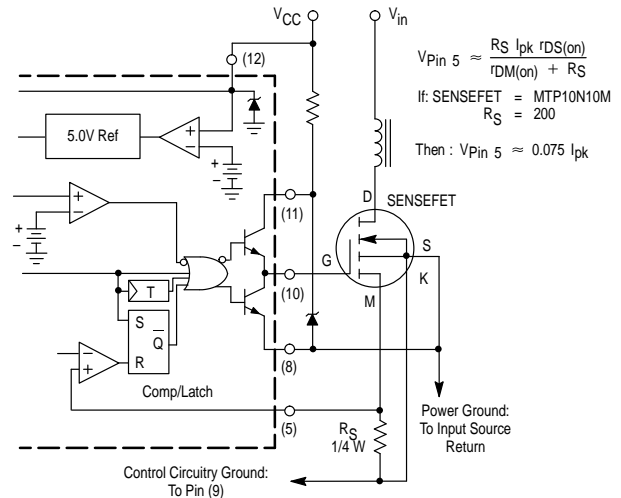 VCC
Vin
(12)
VPin 5 ≈ RS Ipk rDS(on)
rDM(on) + RS
If: SENSEFET = MTP10N10M
RS = 200
Then : VPin 5 ≈ 0.075 Ipk
5.0V Ref
+
-
+
-
D
SENSEFET
(11)
+
-
+
-
G
S
K
(10)
M
T
S
Q
R
-
+
(8)
Comp/Latch
(5)
RS
1/4 W
Power Ground:
To Input Source
Return
Control Circuitry Ground:
To Pin (9)